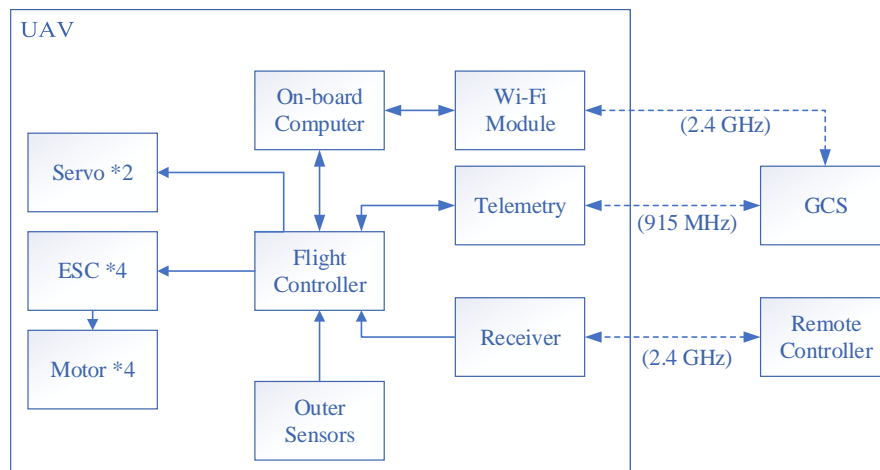 UAV
On-board
Computer
Wi-Fi
Module
(2.4 GHz)
Servo *2
Telemetry
(915 MHz)
GCS
ESC *4
Flight
Controller
Receiver
(2.4 GHz)
Remote
Controller
Motor *4
Outer
Sensors